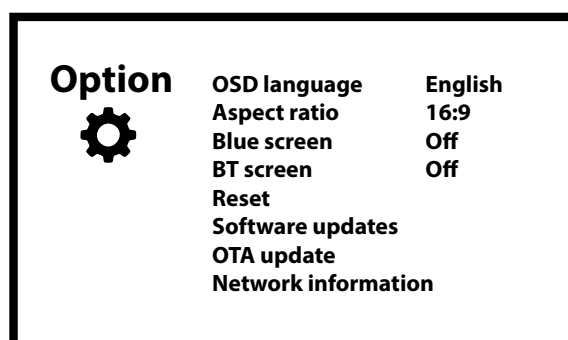 Option
OSD language English
Aspect ratio 16:9
Blue screen Off
BT screen Off
Reset
Software updates
OTA update
Network information